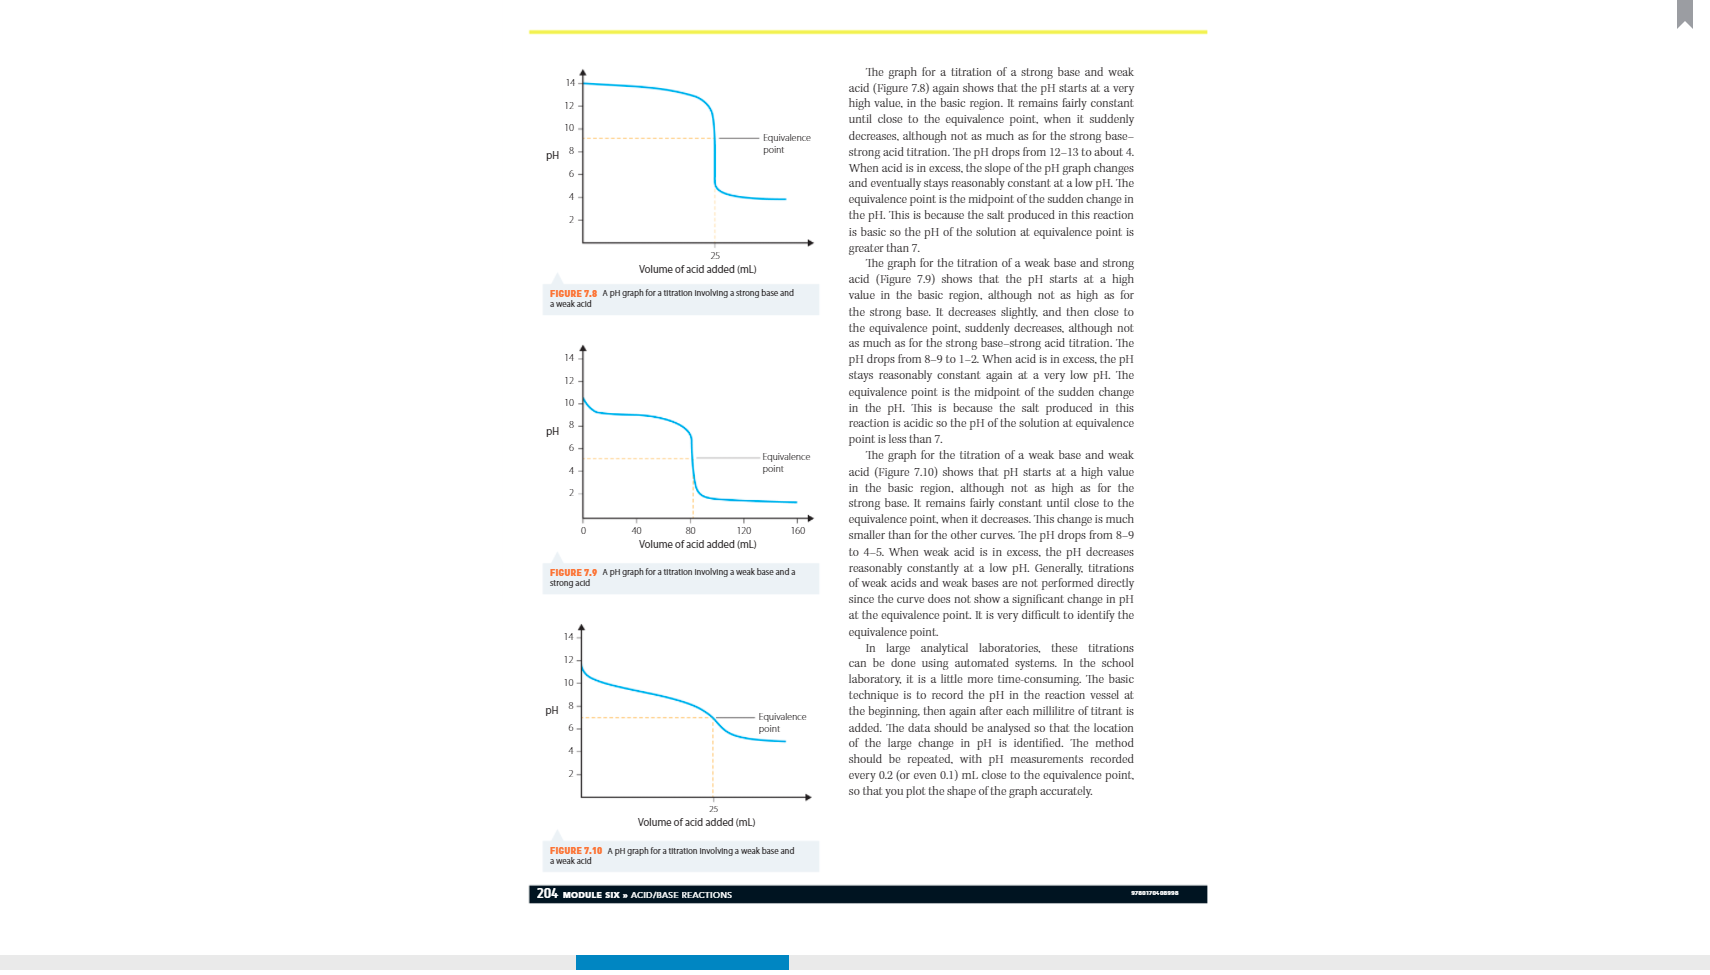 14
12
10
8
6
4
2
pH
Equivalence
point
25
Volume of acid added (mL)
FIGURE 7.8 A pH graph for a titration involving a strong base and
a weak acid
14
12
10
8
6
4
2
pH
Equivalence
point
0 40 80 120 160
Volume of acid added (mL)
FIGURE 7.9 A pH graph for a titration involving a weak base and a
strong acid
14
12
10
8
6
4
2
pH
Equivalence
point
25
Volume of acid added (mL)
FIGURE 7.10 A pH graph for a titration involving a weak base and
a weak acid
The graph for a titration of a strong base and weak
acid (Figure 7.8) again shows that the pH starts at a very
high value, in the basic region. It remains fairly constant
until close to the equivalence point, when it suddenly
decreases, although not as much as for the strong base–
strong acid titration. The pH drops from 12–13 to about 4.
When acid is in excess, the slope of the pH graph changes
and eventually stays reasonably constant at a low pH. The
equivalence point is the midpoint of the sudden change in
the pH. This is because the salt produced in this reaction
is basic so the pH of the solution at equivalence point is
greater than 7.
The graph for the titration of a weak base and strong
acid (Figure 7.9) shows that the pH starts at a high
value in the basic region, although not as high as for
the strong base. It decreases slightly, and then close to
the equivalence point, suddenly decreases, although not
as much as for the strong base–strong acid titration. The
pH drops from 8–9 to 1–2. When acid is in excess, the pH
stays reasonably constant again at a very low pH. The
equivalence point is the midpoint of the sudden change
in the pH. This is because the salt produced in this
reaction is acidic so the pH of the solution at equivalence
point is less than 7.
The graph for the titration of a weak base and weak
acid (Figure 7.10) shows that pH starts at a high value
in the basic region, although not as high as for the
strong base. It remains fairly constant until close to the
equivalence point, when it decreases. This change is much
smaller than for the other curves. The pH drops from 8–9
to 4–5. When weak acid is in excess, the pH decreases
reasonably constantly at a low pH. Generally, titrations
of weak acids and weak bases are not performed directly
since the curve does not show a significant change in pH
at the equivalence point. It is very difficult to identify the
equivalence point.
In large analytical laboratories, these titrations
can be done using automated systems. In the school
laboratory, it is a little more time-consuming. The basic
technique is to record the pH in the reaction vessel at
the beginning, then again after each millilitre of titrant is
added. The data should be analysed so that the location
of the large change in pH is identified. The method
should be repeated, with pH measurements recorded
every 0.2 (or even 0.1) mL close to the equivalence point,
so that you plot the shape of the graph accurately.
204 MODULE SIX » ACID/BASE REACTIONS